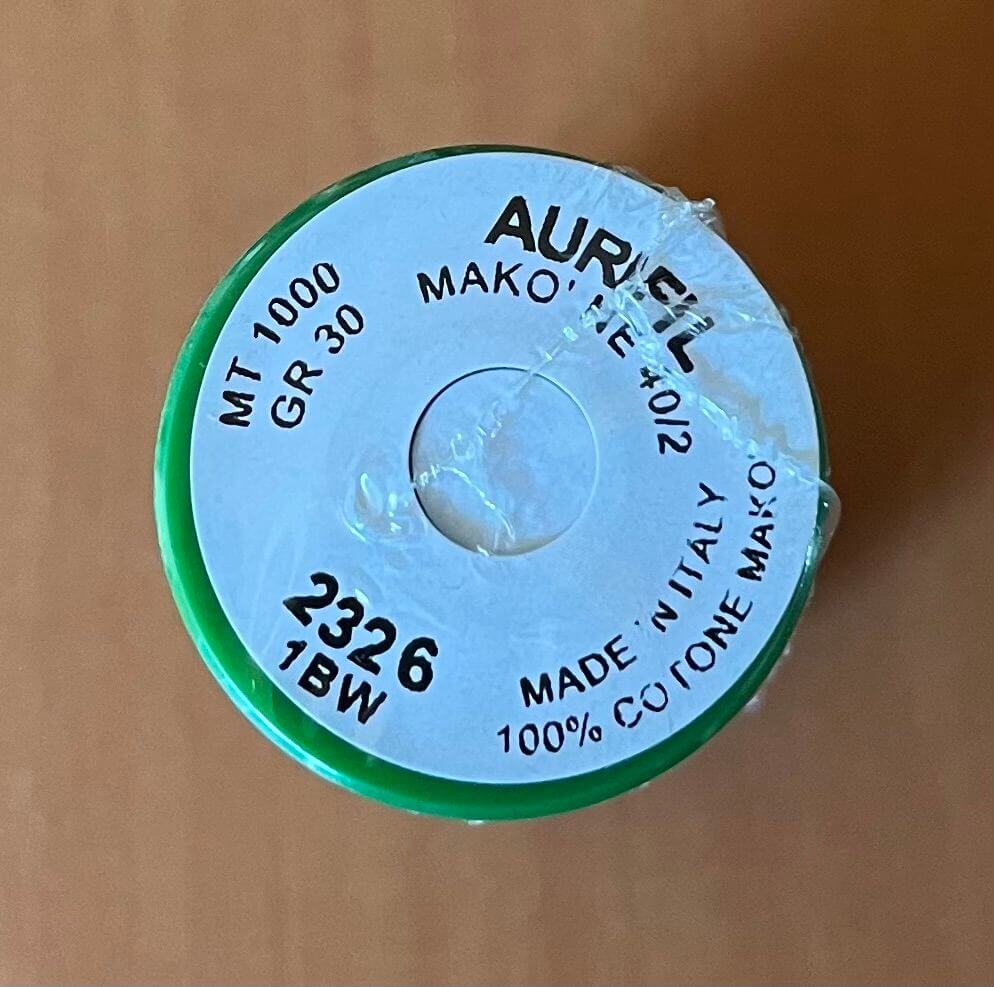 AURIFIL
MAKO' NE 40/2
MT 1000
GR 30
2326
1BW
MADE IN ITALY
100% COTONE MAKO'